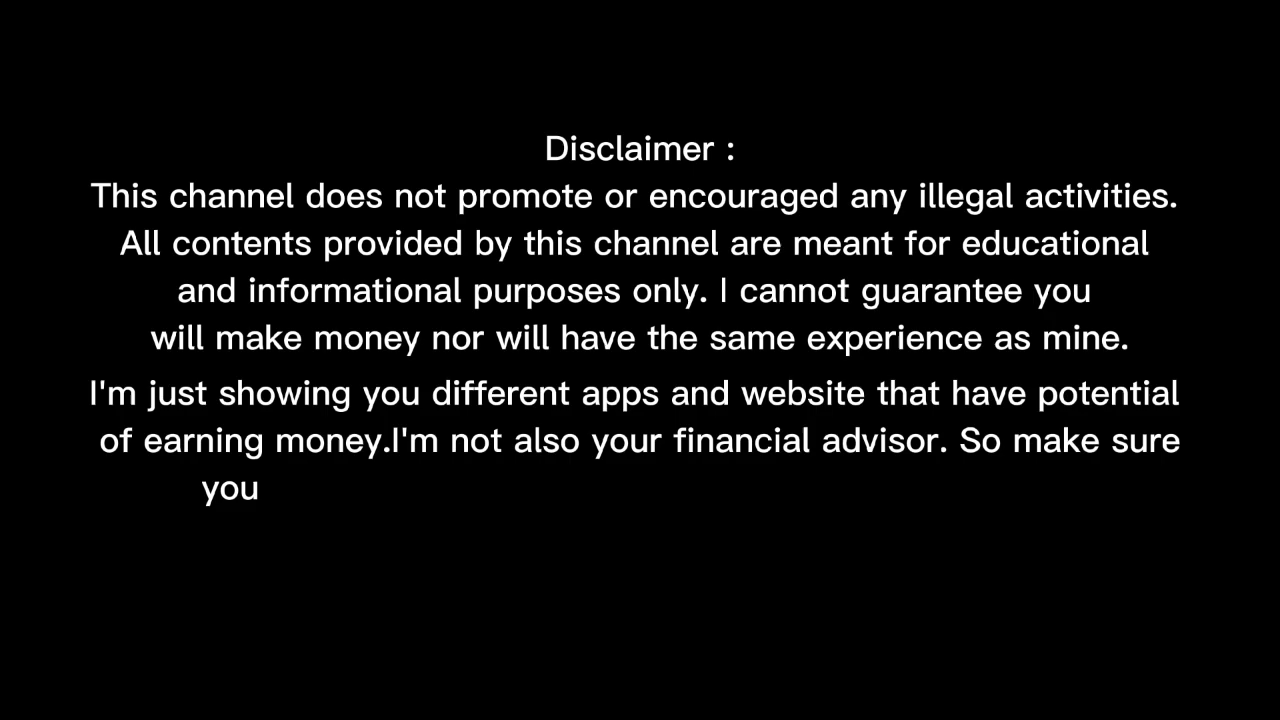 Disclaimer :
This channel does not promote or encouraged any illegal activities.
All contents provided by this channel are meant for educational
and informational purposes only. I cannot guarantee you
will make money nor will have the same experience as mine.
I'm just showing you different apps and website that have potential
of earning money.I'm not also your financial advisor. So make sure
you